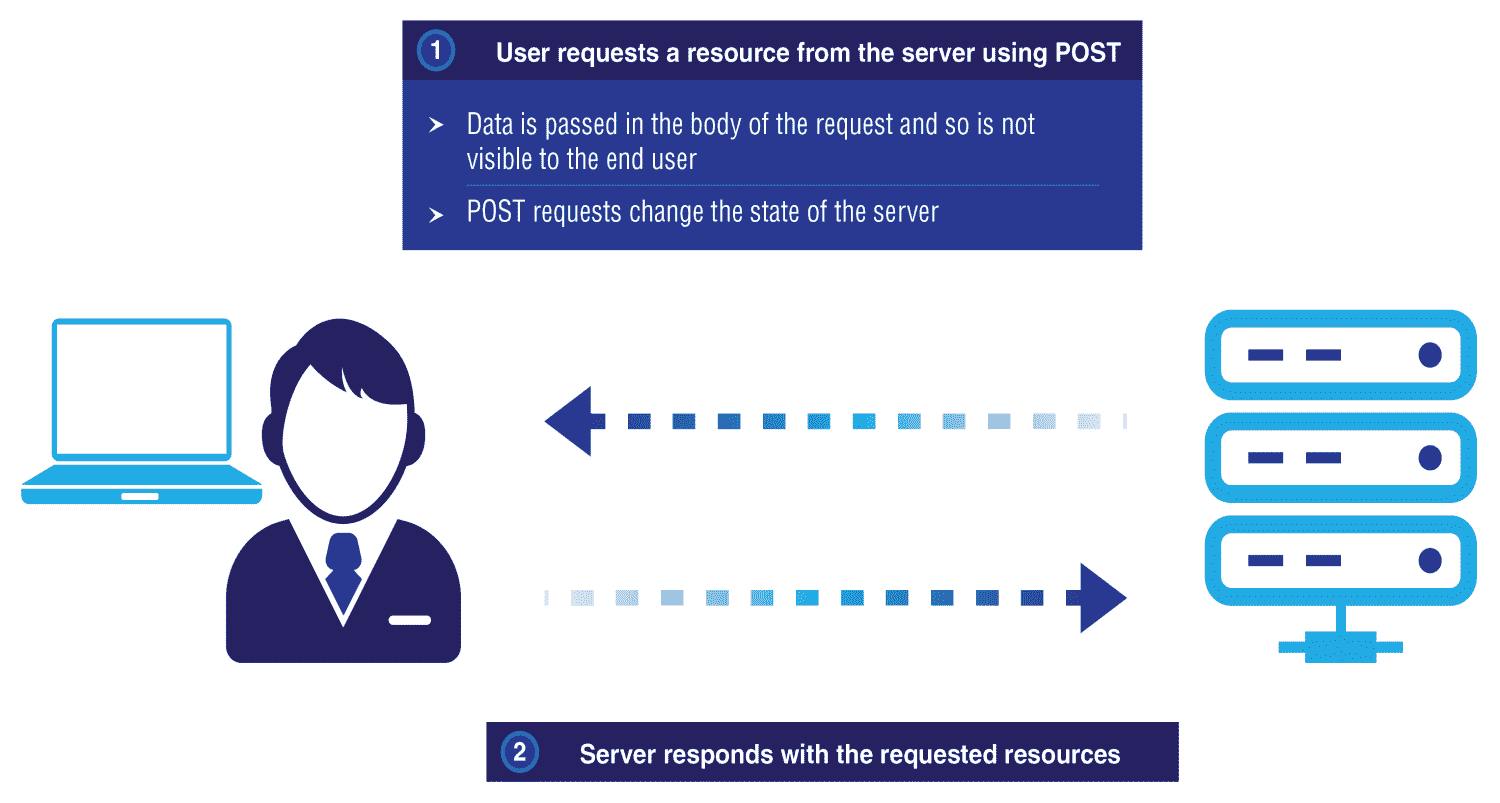 1 User requests a resource from the server using POST
Data is passed in the body of the request and so is not
visible to the end user
POST requests change the state of the server
2 Server responds with the requested resources